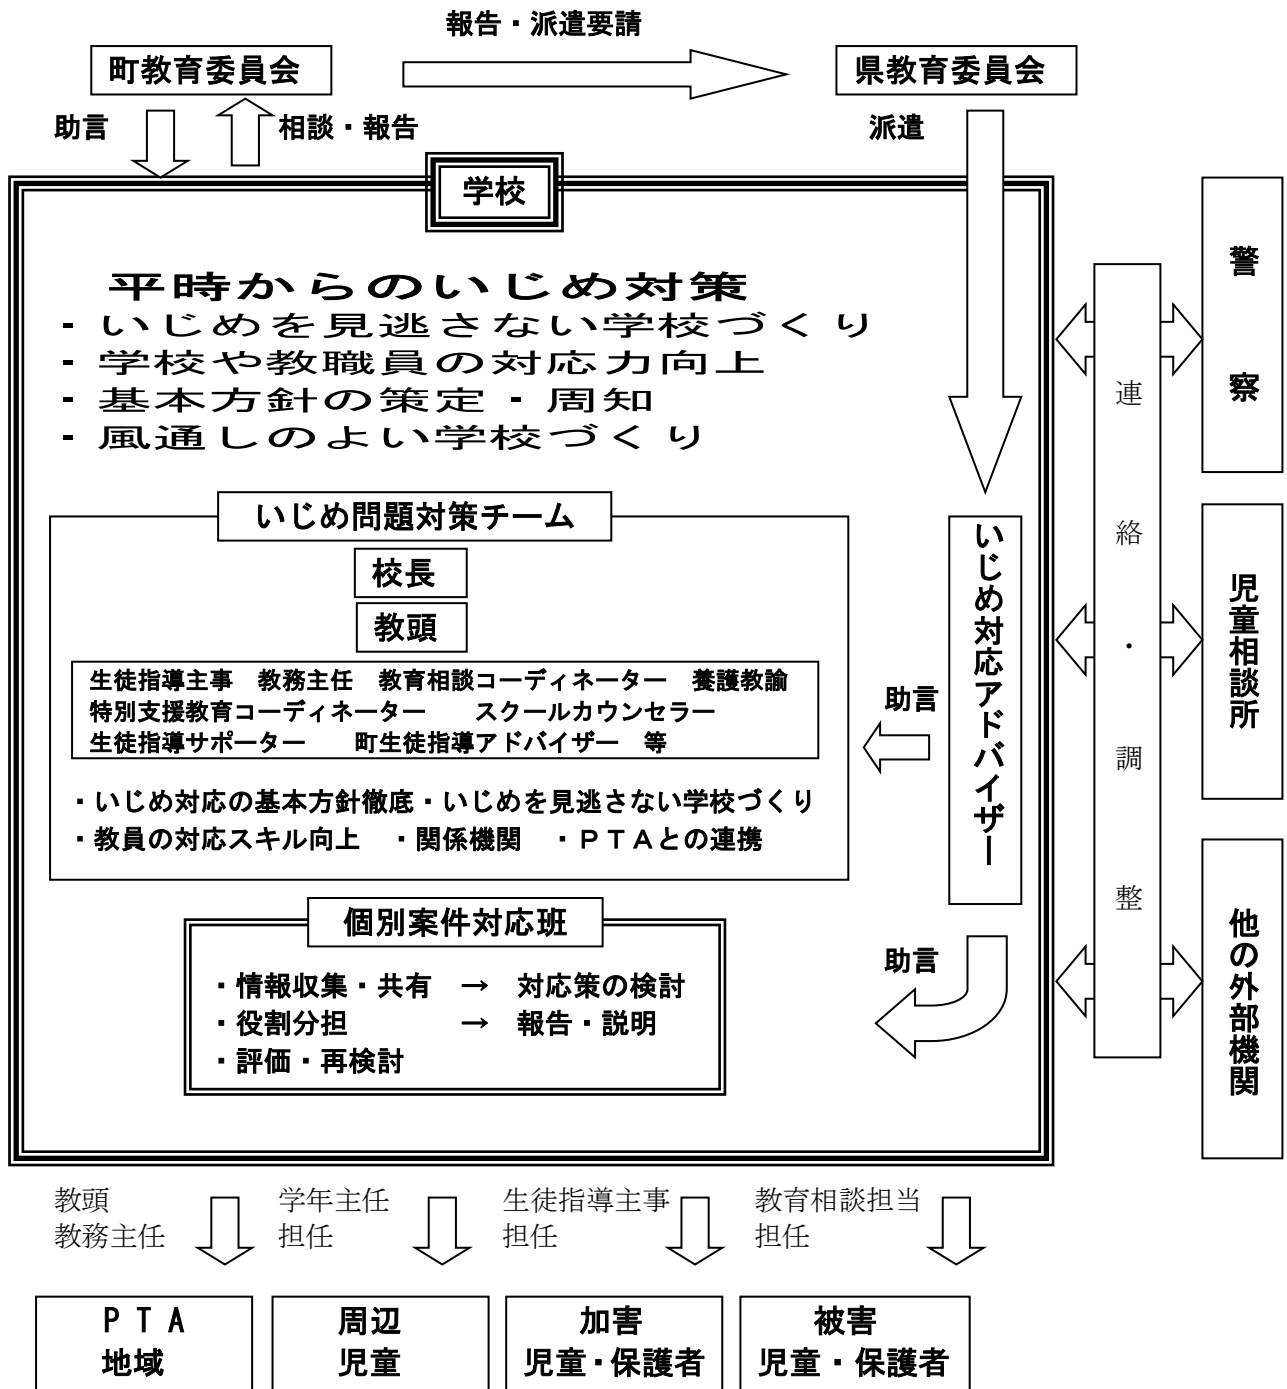 報告・派遣要請
町教育委員会
県教育委員会
助言
相談・報告
派遣
学校
平時からのいじめ対策
・いじめを見逃さない学校づくり
・学校や教職員の対応力向上
・基本方針の策定・周知
・風通しのよい学校づくり
いじめ問題対策チーム
校長
教頭
生徒指導主事　教務主任　教育相談コーディネーター　養護教諭
特別支援教育コーディネーター　　スクールカウンセラー
生徒指導サポーター　　町生徒指導アドバイザー　等
・いじめ対応の基本方針徹底・いじめを見逃さない学校づくり
・教員の対応スキル向上　・関係機関　・ＰＴＡとの連携
いじめ対応アドバイザー
助言
個別案件対応班
・情報収集・共有　→　対応策の検討
・役割分担　　　　→　報告・説明
・評価・再検討
助言
連絡・調整
警察
児童相談所
他の外部機関
教頭
教務主任
学年主任
担任
生徒指導主事
担任
教育相談担当
担任
ＰＴＡ
地域
周辺
児童
加害
児童・保護者
被害
児童・保護者